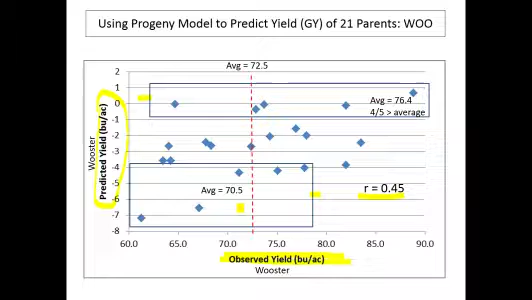 Using Progeny Model to Predict Yield (GY) of 21 Parents: WOO
Avg = 72.5
2
1
0
-1
-2
-3
-4
-5
-6
-7
-8
Avg = 76.4
4/5 > average
Avg = 70.5
r = 0.45
Wooster
Predicted Yield (bu/ac)
60.0 65.0 70.0 75.0 80.0 85.0 90.0
Observed Yield (bu/ac)
Wooster